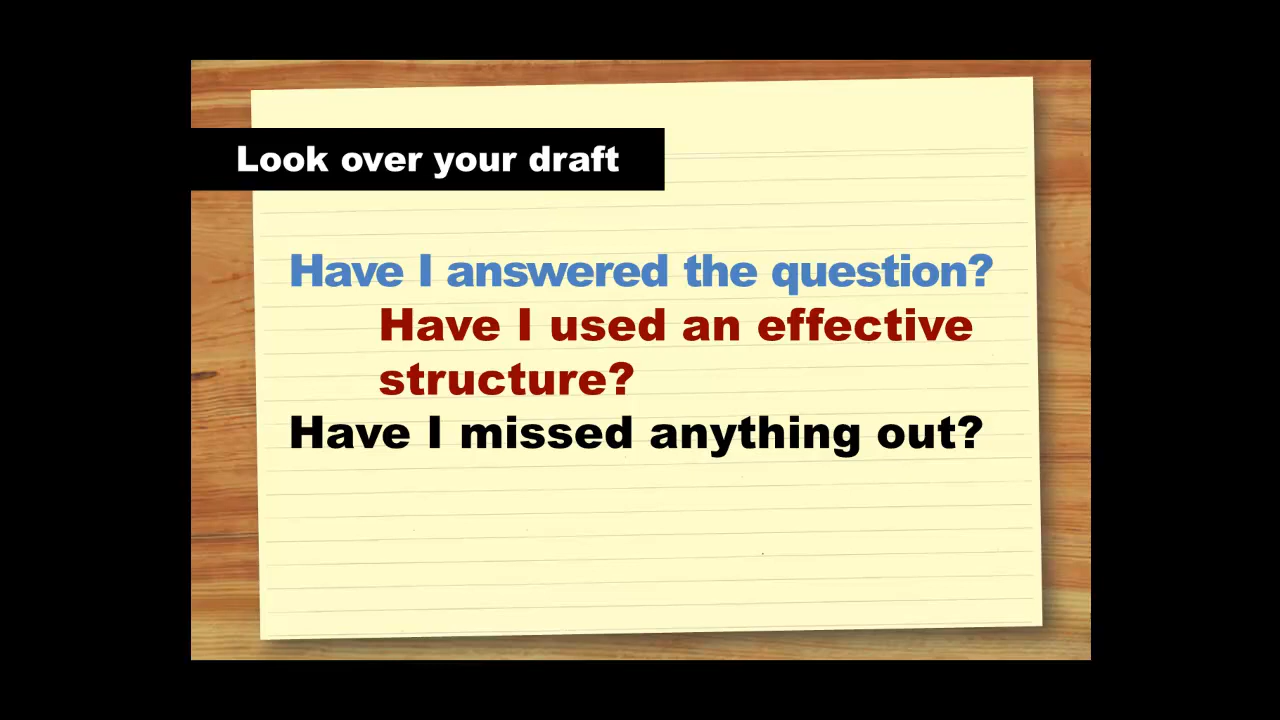 Look over your draft
Have I answered the question?
Have I used an effective
structure?
Have I missed anything out?